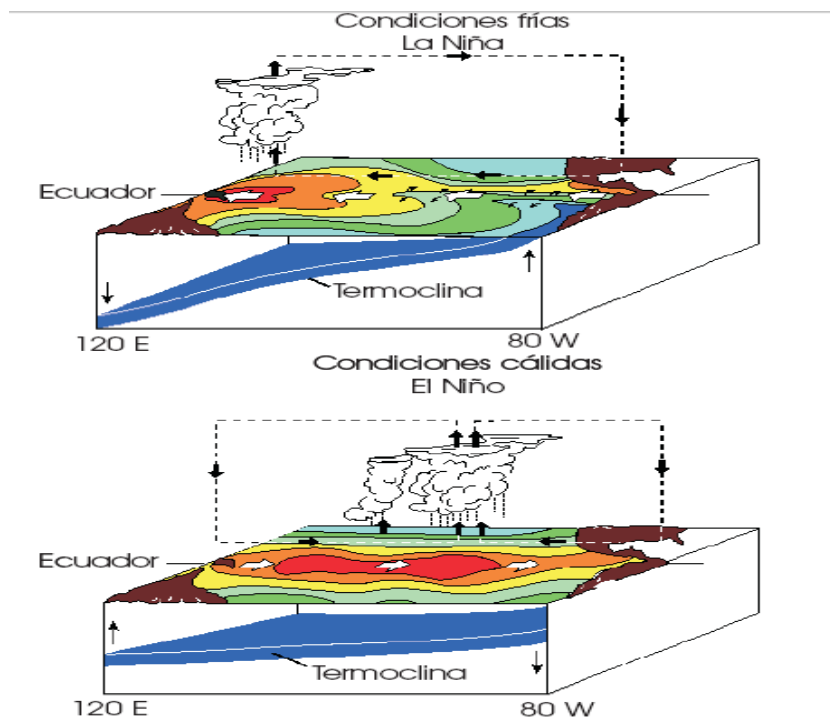 Condiciones frías
La Niña
Ecuador
Termoclina
120 E
80 W
Condiciones cálidas
El Niño
Ecuador
Termoclina
120 E
80 W